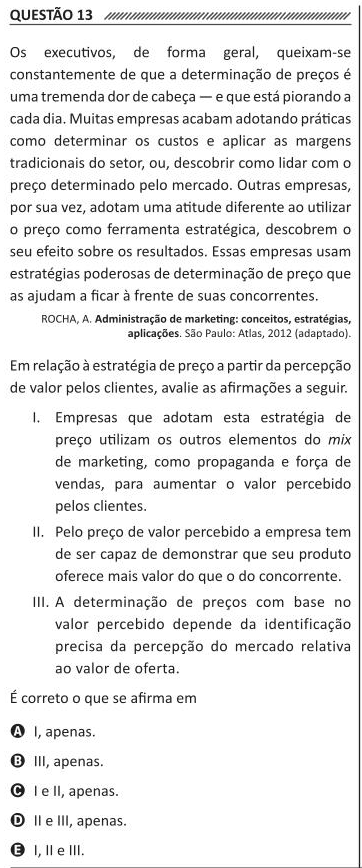 QUESTÃO 13
Os executivos, de forma geral, queixam-se
constantemente de que a determinação de preços é
uma tremenda dor de cabeça — e que está piorando a
cada dia. Muitas empresas acabam adotando práticas
como determinar os custos e aplicar as margens
tradicionais do setor, ou, descobrir como lidar com o
preço determinado pelo mercado. Outras empresas,
por sua vez, adotam uma atitude diferente ao utilizar
o preço como ferramenta estratégica, descobrem o
seu efeito sobre os resultados. Essas empresas usam
estratégias poderosas de determinação de preço que
as ajudam a ficar à frente de suas concorrentes.
ROCHA, A. Administração de marketing: conceitos, estratégias,
aplicações. São Paulo: Atlas, 2012 (adaptado).
Em relação à estratégia de preço a partir da percepção
de valor pelos clientes, avalie as afirmações a seguir.
I. Empresas que adotam esta estratégia de
preço utilizam os outros elementos do mix
de marketing, como propaganda e força de
vendas, para aumentar o valor percebido
pelos clientes.
II. Pelo preço de valor percebido a empresa tem
de ser capaz de demonstrar que seu produto
oferece mais valor do que o do concorrente.
III. A determinação de preços com base no
valor percebido depende da identificação
precisa da percepção do mercado relativa
ao valor de oferta.
É correto o que se afirma em
A I, apenas.
B III, apenas.
C I e II, apenas.
D II e III, apenas.
E I, II e III.